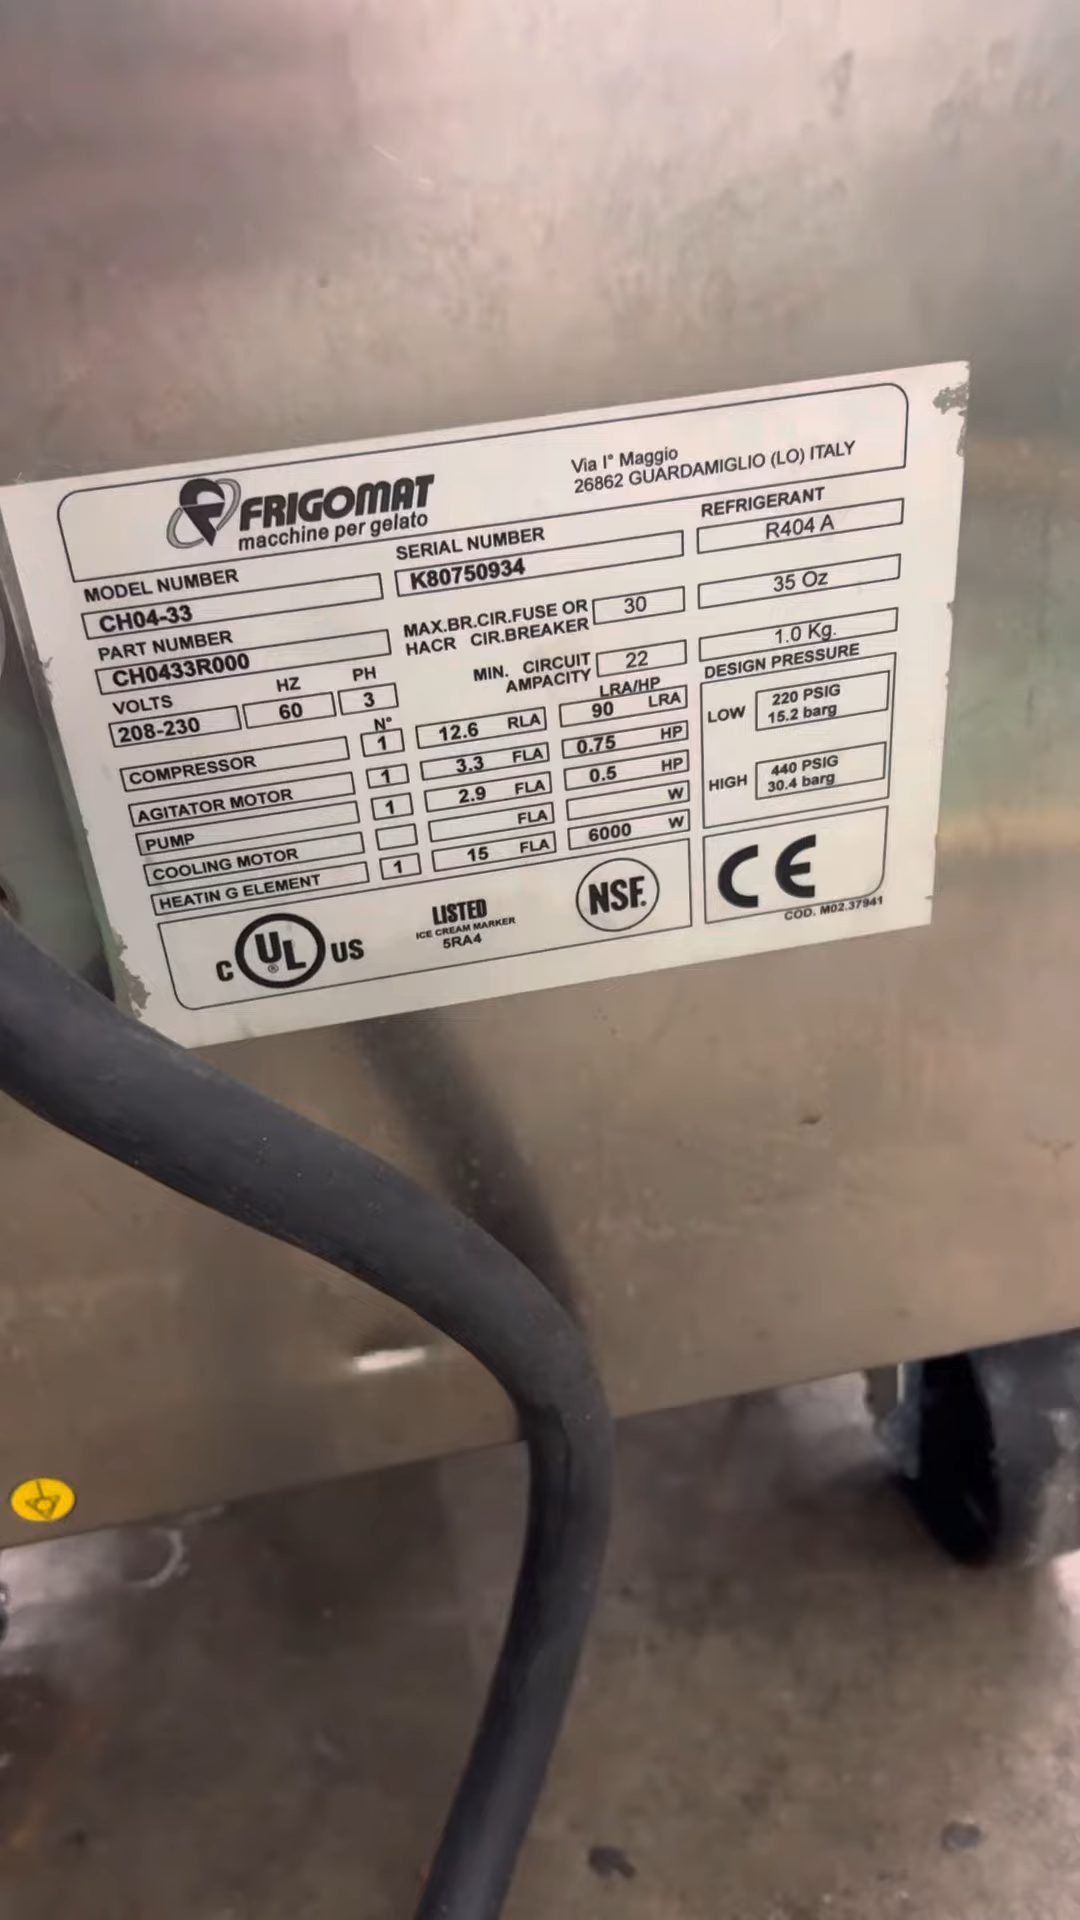 FRIGOMAT
macchine per gelato
Via I° Maggio
26862 GUARDAMIGLIO (LO) ITALY
MODEL NUMBER
CH04-33
SERIAL NUMBER
K80750934
REFRIGERANT
R404 A
35 Oz
1.0 Kg.
PART NUMBER
CH0433R000
MAX.BR.CIR.FUSE OR
HACR CIR.BREAKER
30
MIN. CIRCUIT
AMPACITY
22
VOLTS HZ PH
208-230 60 3
N° LRA/HP
COMPRESSOR 1 12.6 RLA 90 LRA
AGITATOR MOTOR 1 3.3 FLA 0.75 HP
PUMP 1 2.9 FLA 0.5 HP
COOLING MOTOR FLA W
HEATIN G ELEMENT 1 15 FLA 6000 W
DESIGN PRESSURE
LOW 220 PSIG
15.2 barg
HIGH 440 PSIG
30.4 barg
C UL ® US
LISTED
ICE CREAM MARKER
5RA4
NSF.
CE
COD. M02.37941